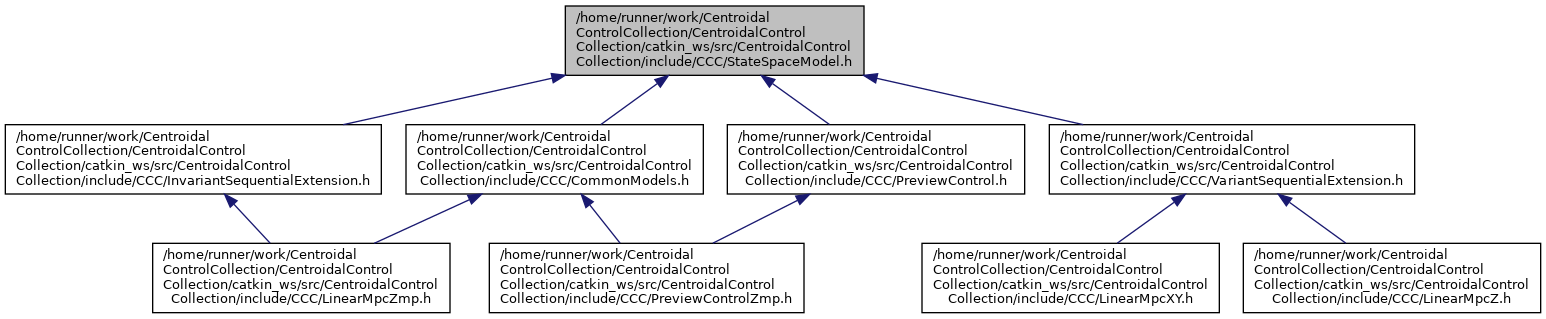 /home/runner/work/Centroidal
ControlCollection/CentroidalControl
Collection/catkin_ws/src/CentroidalControl
Collection/include/CCC/StateSpaceModel.h
/home/runner/work/Centroidal
ControlCollection/CentroidalControl
Collection/catkin_ws/src/CentroidalControl
Collection/include/CCC/InvariantSequentialExtension.h
/home/runner/work/Centroidal
ControlCollection/CentroidalControl
Collection/catkin_ws/src/CentroidalControl
Collection/include/CCC/CommonModels.h
/home/runner/work/Centroidal
ControlCollection/CentroidalControl
Collection/catkin_ws/src/CentroidalControl
Collection/include/CCC/PreviewControl.h
/home/runner/work/Centroidal
ControlCollection/CentroidalControl
Collection/catkin_ws/src/CentroidalControl
Collection/include/CCC/VariantSequentialExtension.h
/home/runner/work/Centroidal
ControlCollection/CentroidalControl
Collection/catkin_ws/src/CentroidalControl
Collection/include/CCC/LinearMpcZmp.h
/home/runner/work/Centroidal
ControlCollection/CentroidalControl
Collection/catkin_ws/src/CentroidalControl
Collection/include/CCC/PreviewControlZmp.h
/home/runner/work/Centroidal
ControlCollection/CentroidalControl
Collection/catkin_ws/src/CentroidalControl
Collection/include/CCC/LinearMpcXY.h
/home/runner/work/Centroidal
ControlCollection/CentroidalControl
Collection/catkin_ws/src/CentroidalControl
Collection/include/CCC/LinearMpcZ.h